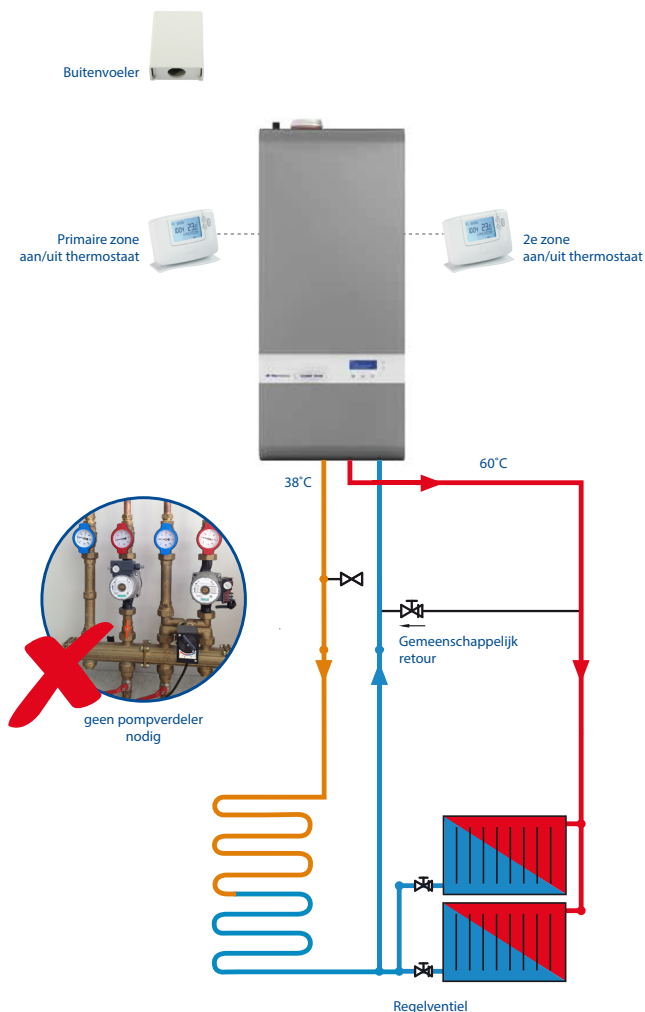 Buitenvoeler
Primaire zone
aan/uit thermostaat
2e zone
aan/uit thermostaat
38˚C
60˚C
Gemeenschappelijk
retour
geen pompverdeler
nodig
Regelventiel